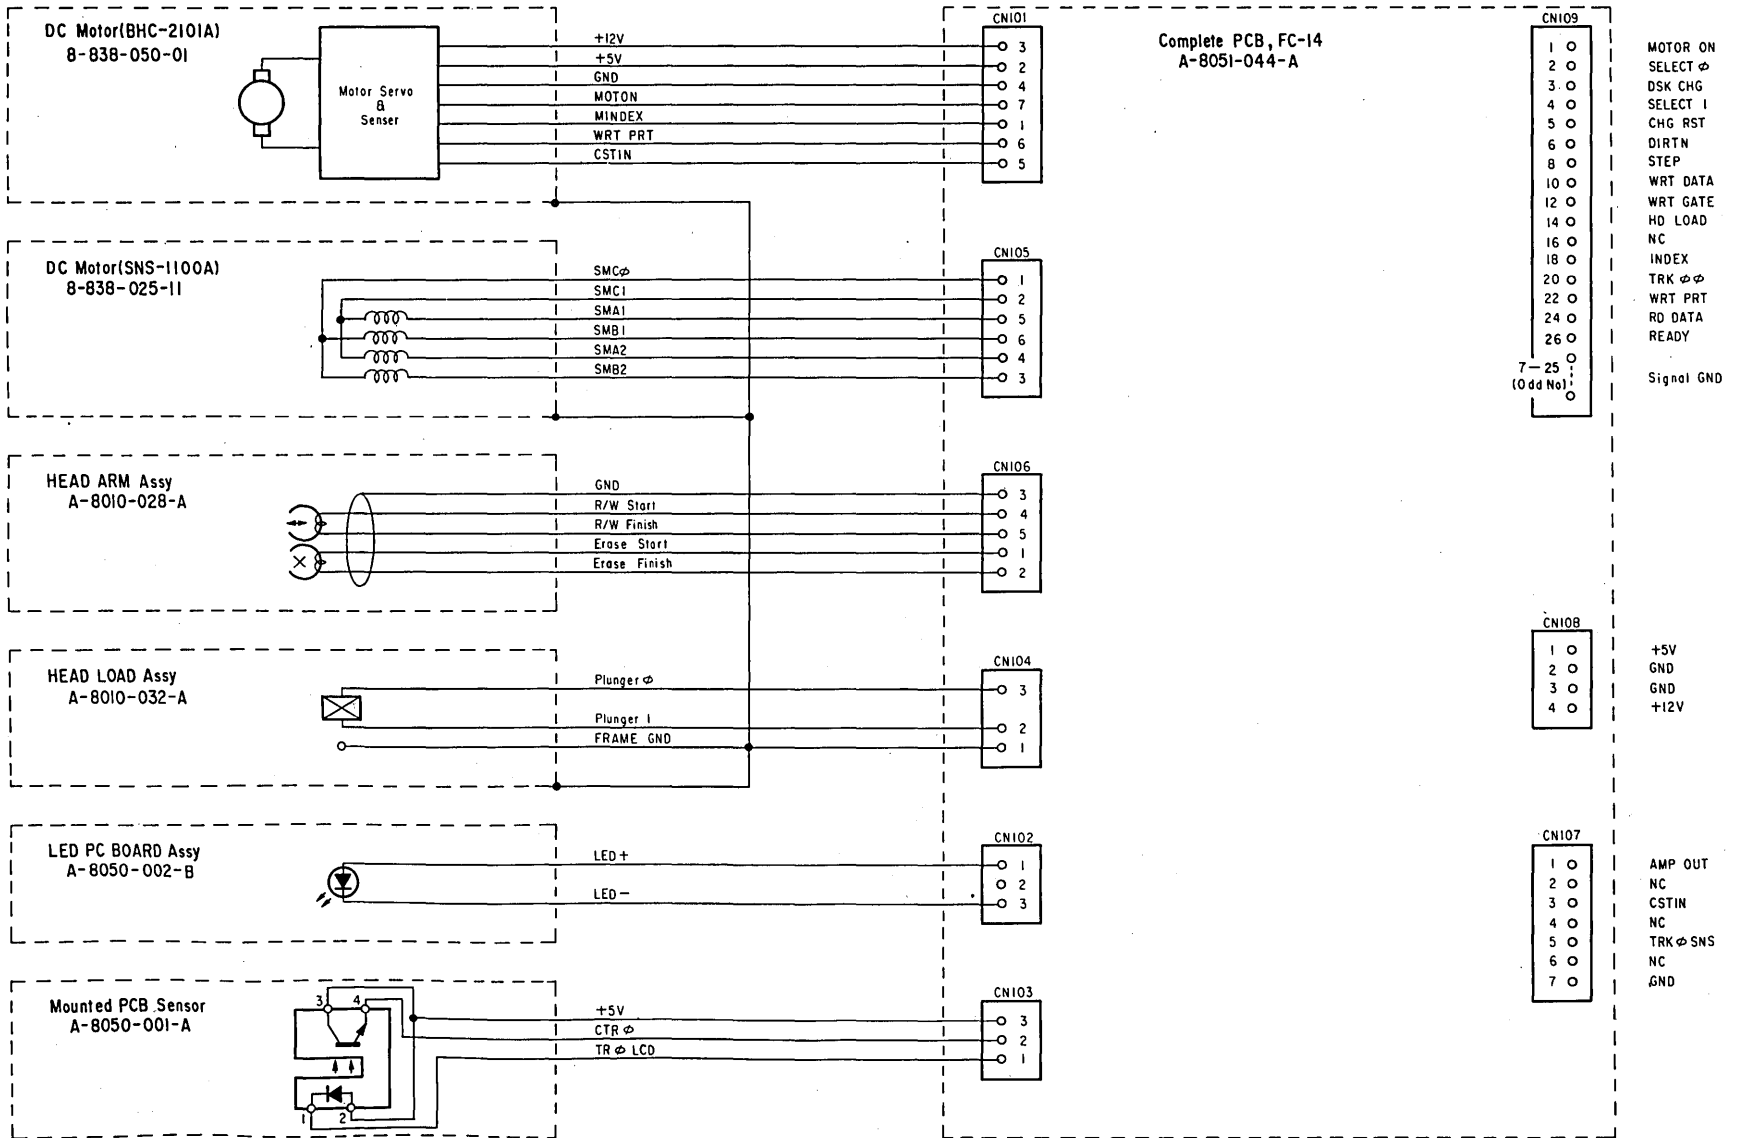 DC Motor(BHC-2101A)
8-838-050-01
Motor Servo
&
Senser
+12V
+5V
GND
MOTON
MINDEX
WRT PRT
CSTIN
CN101
3
2
4
7
1
6
5
DC Motor(SNS-1100A)
8-838-025-11
SMCφ
SMC1
SMA1
SMB1
SMA2
SMB2
CN105
1
2
5
6
4
3
HEAD ARM Assy
A-8010-028-A
GND
R/W Start
R/W Finish
Erase Start
Erase Finish
CN106
3
4
5
1
2
HEAD LOAD Assy
A-8010-032-A
Plunger φ
Plunger 1
FRAME GND
CN104
3
2
1
LED PC BOARD Assy
A-8050-002-B
LED+
LED-
CN102
1
2
3
Mounted PCB Sensor
A-8050-001-A
3 4
1 2
+5V
CTR φ
TR φ LCD
CN103
3
2
1
Complete PCB, FC-14
A-8051-044-A
CN109
1 MOTOR ON
2 SELECT φ
3 DSK CHG
4 SELECT 1
5 CHG RST
6 DIRTN
8 STEP
10 WRT DATA
12 WRT GATE
14 HD LOAD
16 NC
18 INDEX
20 TRK φφ
22 WRT PRT
24 RD DATA
26 READY
7-25
(Odd No) Signal GND
CN108
1 +5V
2 GND
3 GND
4 +12V
CN107
1 AMP OUT
2 NC
3 CSTIN
4 NC
5 TRK φ SNS
6 NC
7 GND